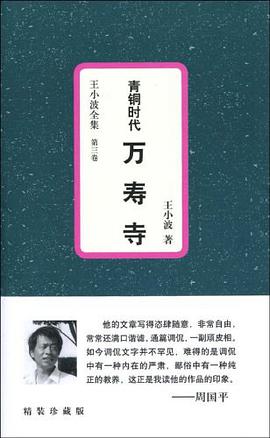 青铜时代
万寿寺
王小波全集 第三卷
王小波 著
他的文章写得恣肆随意，非常自由，
常常还满口谐谑，通篇调侃，一副顽皮相。
如今调侃文字并不罕见，难得的是调侃
中有一种内在的严肃，鄙俗中有一种纯
正的教养，这正是我读他的作品的印象。
——周国平
精装珍藏版